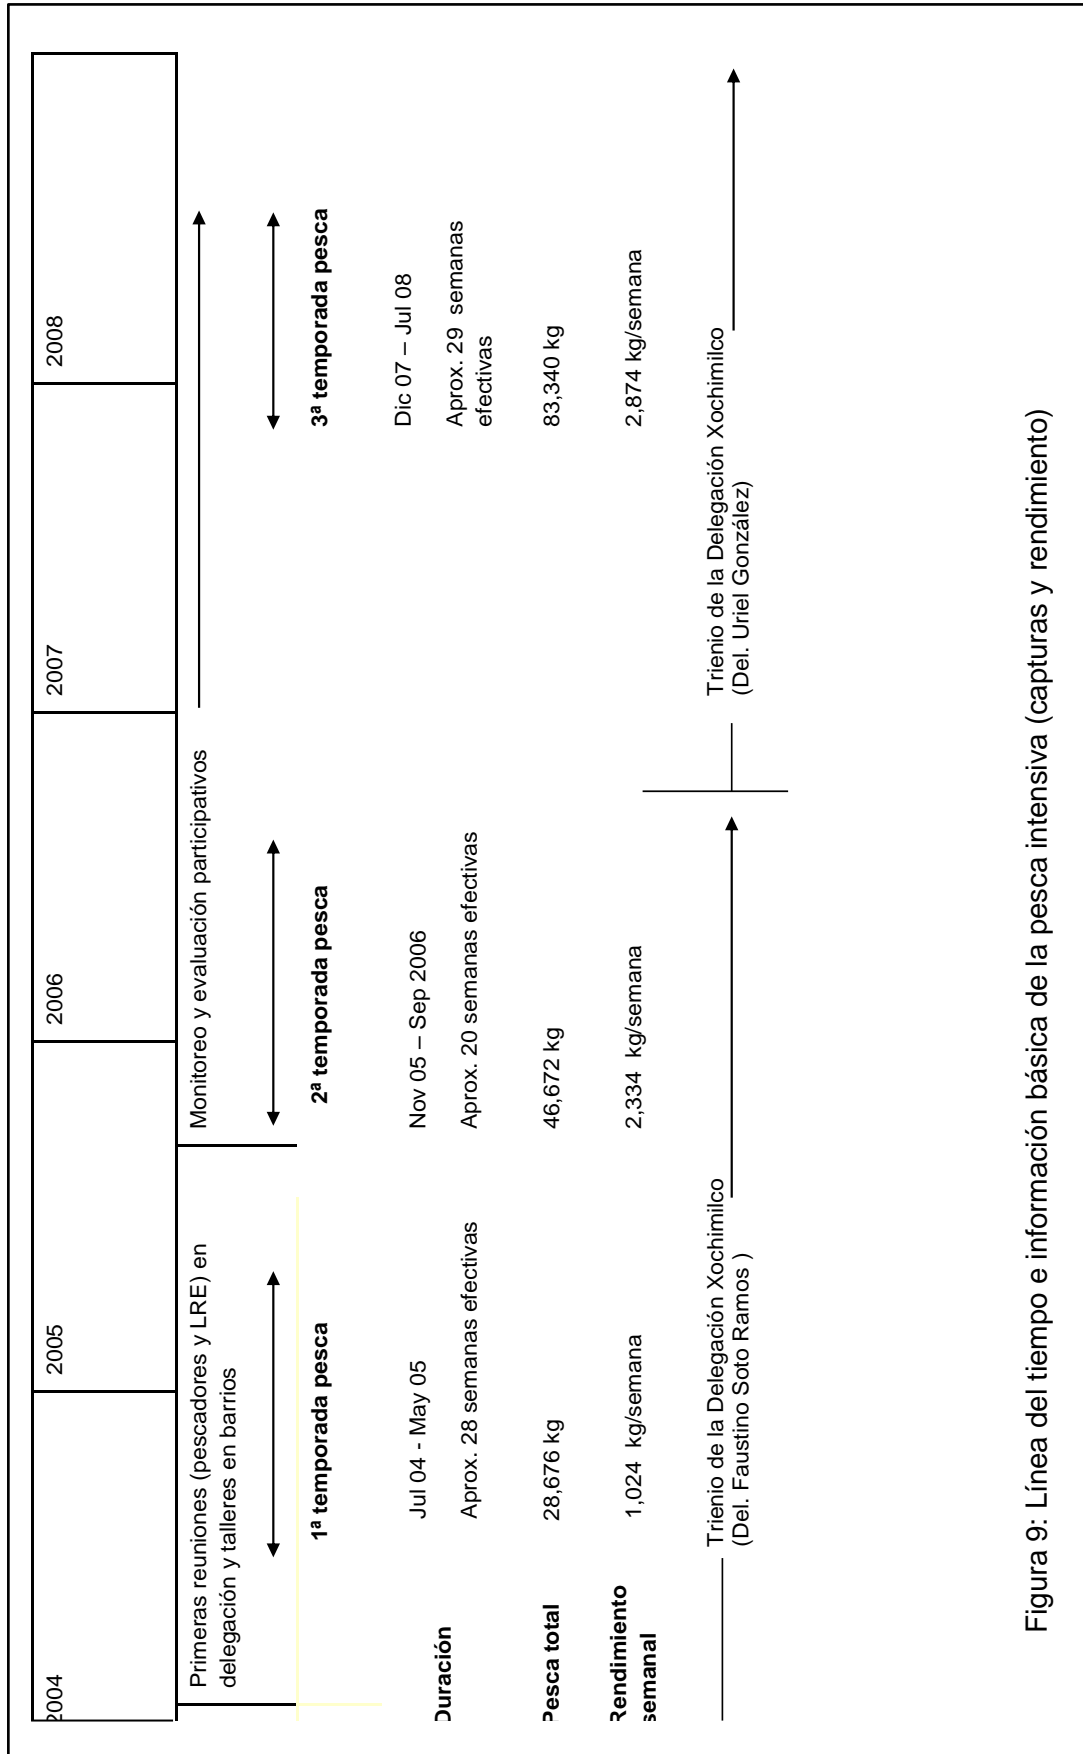 2004
2005
2006
2007
2008
Primeras reuniones (pescadores y LRE) en
delegación y talleres en barrios
Monitoreo y evaluación participativos
1ª temporada pesca
2ª temporada pesca
3ª temporada pesca
Duración
Jul 04 - May 05
Aprox. 28 semanas efectivas
Nov 05 – Sep 2006
Aprox. 20 semanas efectivas
Dic 07 – Jul 08
Aprox. 29 semanas
efectivas
Pesca total
28,676 kg
46,672 kg
83,340 kg
Rendimiento
semanal
1,024 kg/semana
2,334 kg/semana
2,874 kg/semana
Trienio de la Delegación Xochimilco
(Del. Faustino Soto Ramos )
Trienio de la Delegación Xochimilco
(Del. Uriel González)
Figura 9: Línea del tiempo e información básica de la pesca intensiva (capturas y rendimiento)